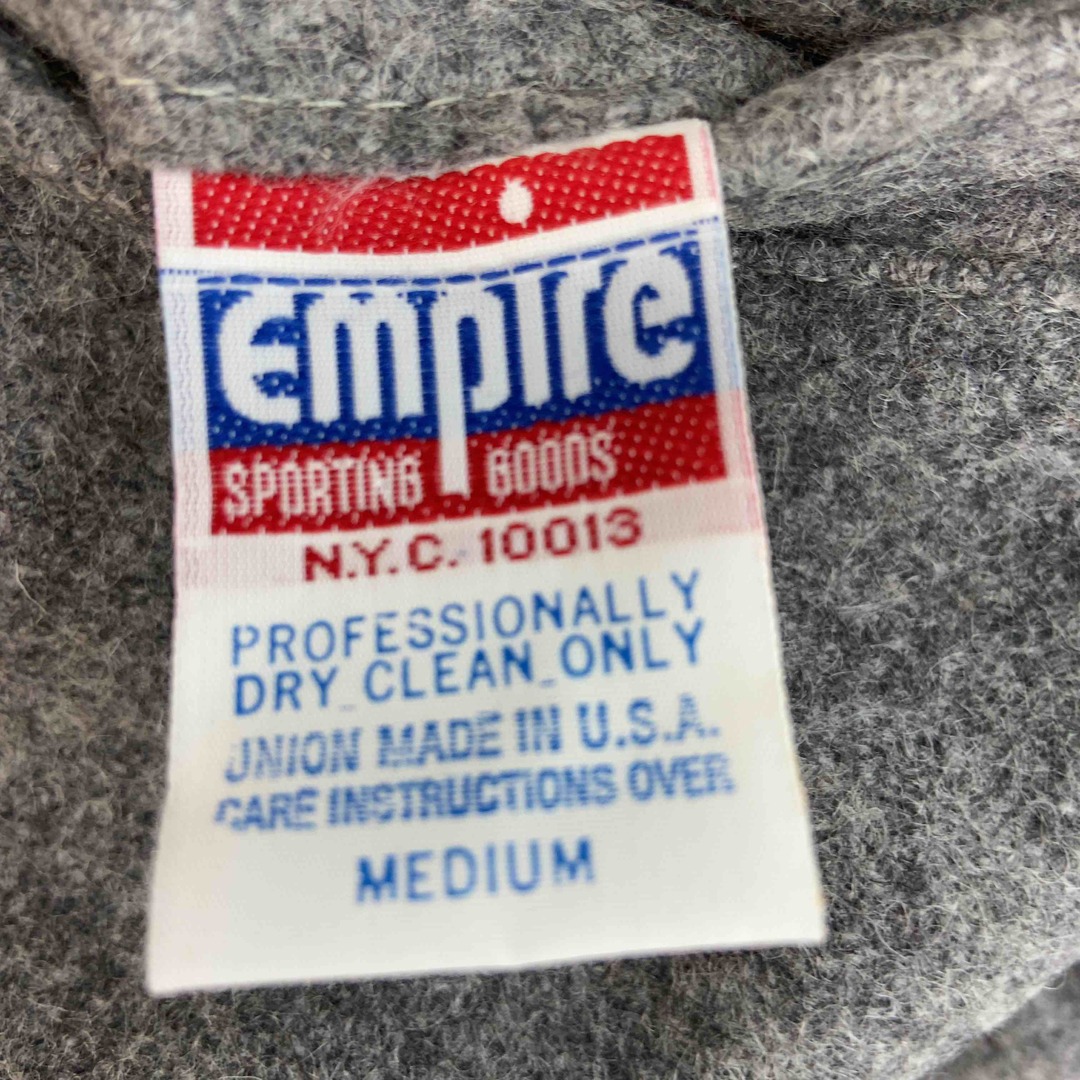 Empire
SPORTING GOODS
N.Y.C. 10013
PROFESSIONALLY
DRY CLEAN ONLY
UNION MADE IN U.S.A.
CARE INSTRUCTIONS OVER
MEDIUM